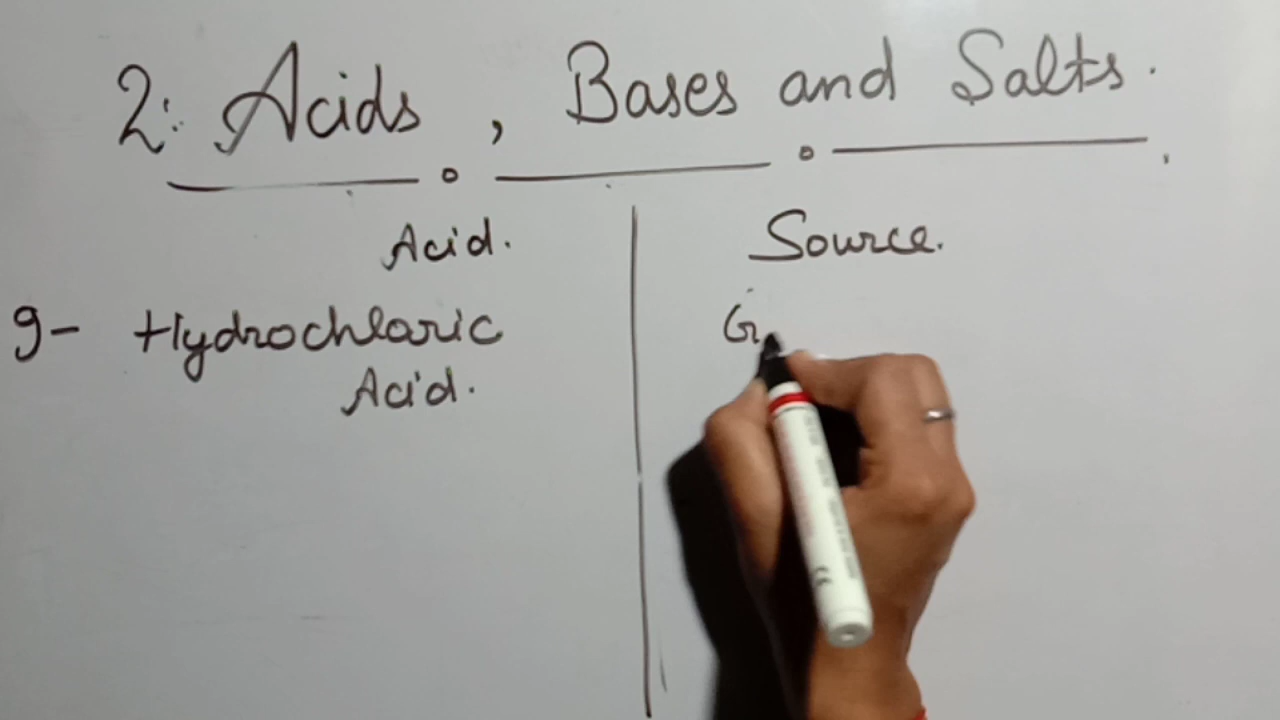 2. Acids, Bases and Salts.
Acid.
Source.
9- Hydrochlaric
Acid.
G